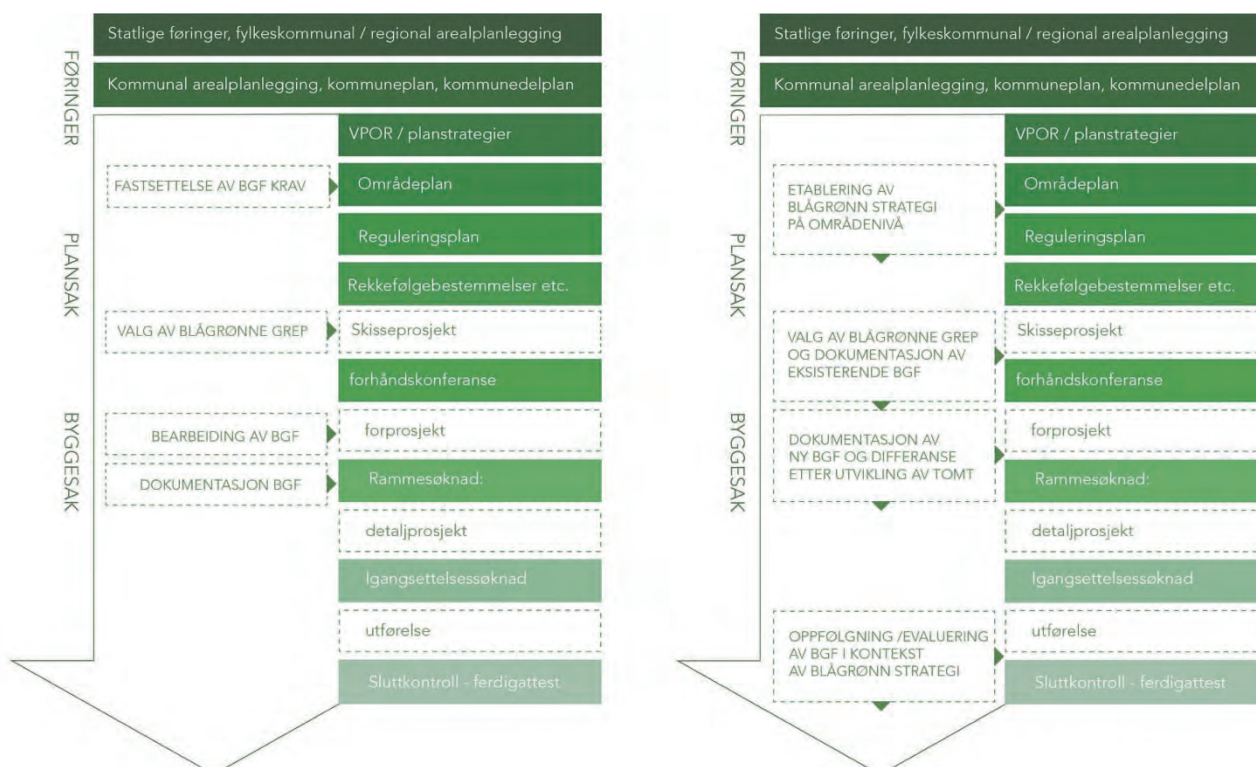 FØRINGER
Statlige føringer, fylkeskommunal / regional arealplanlegging
Kommunal arealplanlegging, kommuneplan, kommunedelplan
VPOR / planstrategier
PLANSAK
FASTSETTELSE AV BGF KRAV
Områdeplan
Reguleringsplan
Rekkefølgebestemmelser etc.
VALG AV BLÅGRØNNE GREP
Skisseprosjekt
forhåndskonferanse
BYGGESAK
BEARBEIDING AV BGF
forprosjekt
DOKUMENTASJON BGF
Rammesøknad:
detaljprosjekt
Igangsettelsessøknad
utførelse
Sluttkontroll - ferdigattest
FØRINGER
Statlige føringer, fylkeskommunal / regional arealplanlegging
Kommunal arealplanlegging, kommuneplan, kommunedelplan
VPOR / planstrategier
PLANSAK
ETABLERING AV
BLÅGRØNN STRATEGI
PÅ OMRÅDENIVÅ
Områdeplan
Reguleringsplan
Rekkefølgebestemmelser etc.
VALG AV BLÅGRØNNE GREP
OG DOKUMENTASJON AV
EKSISTERENDE BGF
Skisseprosjekt
forhåndskonferanse
BYGGESAK
DOKUMENTASJON AV
NY BGF OG DIFFERANSE
ETTER UTVIKLING AV TOMT
forprosjekt
Rammesøknad:
detaljprosjekt
Igangsettelsessøknad
OPPFØLGNING /EVALUERING
AV BGF I KONTEKST
AV BLÅGRØNN STRATEGI
utførelse
Sluttkontroll - ferdigattest